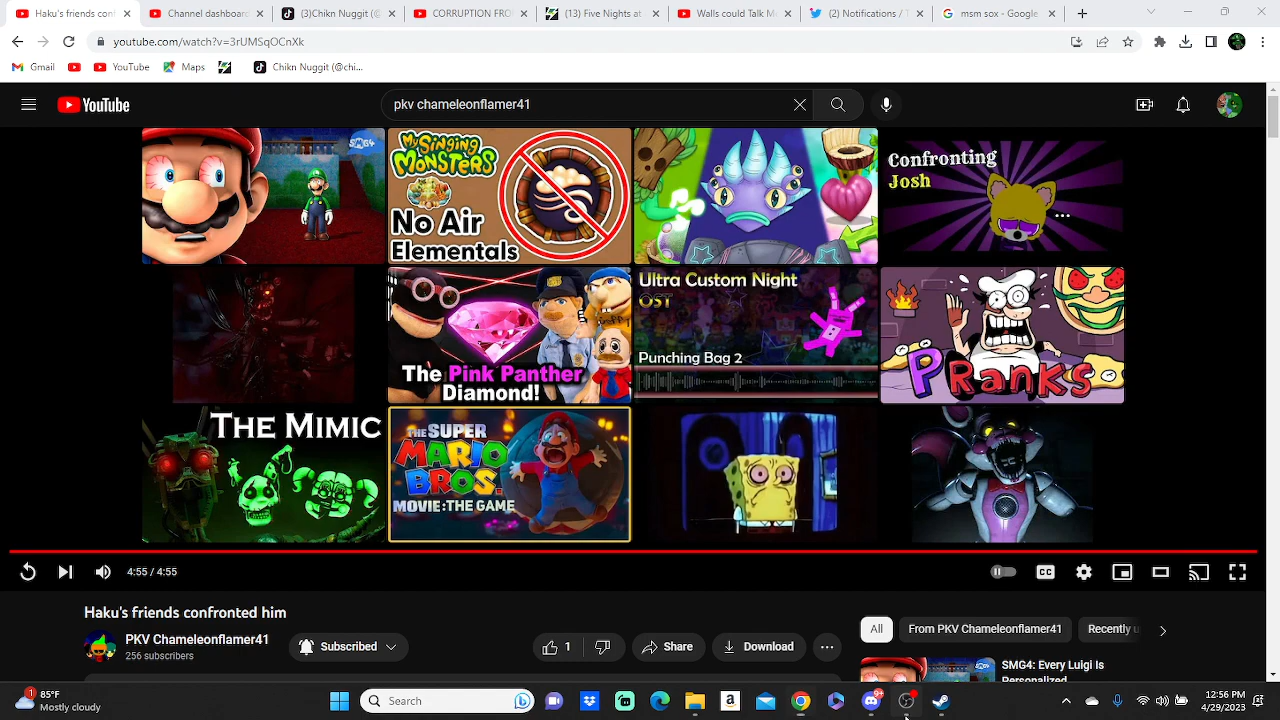 Haku's friends conf
Channel dashboard
(3)Chikn Nuggit (@
CORRUPTION FRO
(13) Five Nights at
Walls could Talk M
(2) Notifications / T
msm sox - Google
youtube.com/watch?v=3rUMSqOCnXk
Gmail
YouTube
Maps
Chikn Nuggit (@chi...
YouTube
pkv chameleonflamer41
SMG4
MY SINGING
MONSTERS
No Air
Elementals
Confronting
Josh
...
The Pink Panther
Diamond!
Ultra Custom Night
OST
Punching Bag 2
PRANKS
THE MIMIC
THE SUPER
MARIO
BROS.
MOVIE:THE GAME
4:55 / 4:55
CC
Haku's friends confronted him
PKV Chameleonflamer41
256 subscribers
Subscribed
1
Share
Download
All
From PKV Chameleonflamer41
Recently u
SMG4: Every Luigi Is
Personalized
1
85°F
Mostly cloudy
Search
a
9+
12:56 PM
4/29/2023